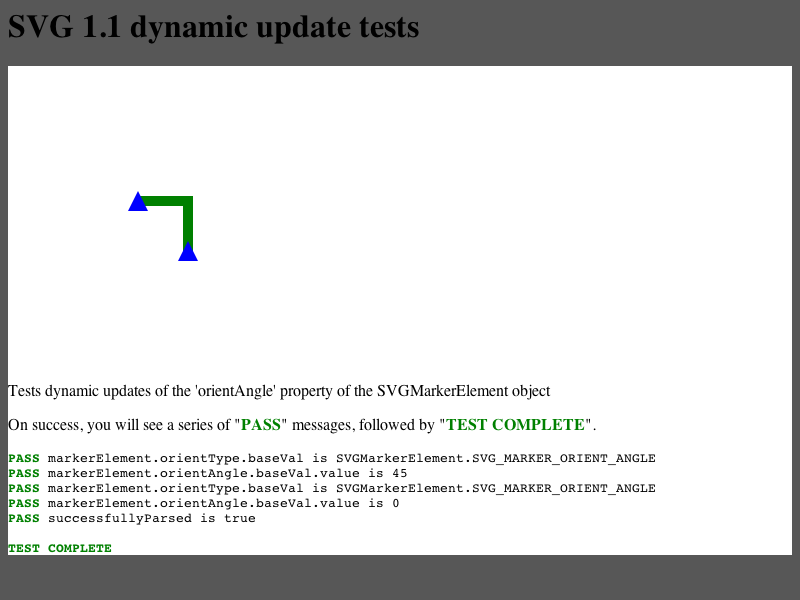 SVG 1.1 dynamic update tests
Tests dynamic updates of the 'orientAngle' property of the SVGMarkerElement object
On success, you will see a series of "PASS" messages, followed by "TEST COMPLETE".
PASS markerElement.orientType.baseVal is SVGMarkerElement.SVG_MARKER_ORIENT_ANGLE
PASS markerElement.orientAngle.baseVal.value is 45
PASS markerElement.orientType.baseVal is SVGMarkerElement.SVG_MARKER_ORIENT_ANGLE
PASS markerElement.orientAngle.baseVal.value is 0
PASS successfullyParsed is true
TEST COMPLETE